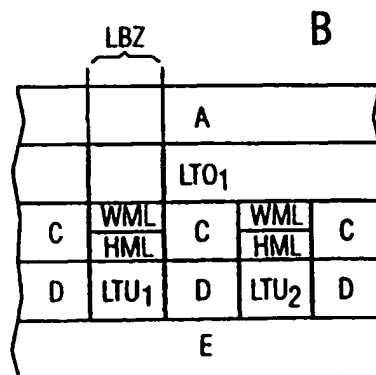 LBZ
B
A
LTO1
C WML C WML C
HML HML
D LTU1 D LTU2 D
E